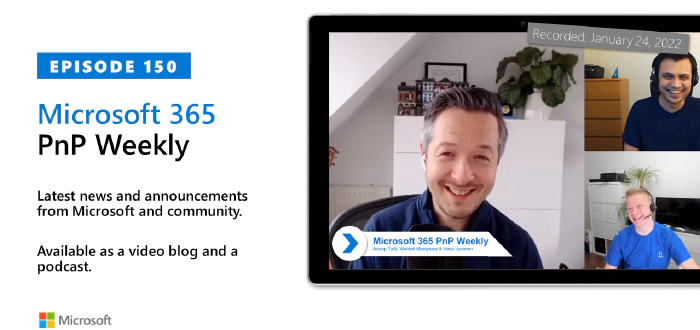 Recorded: January 24, 2022
EPISODE 150
Microsoft 365
PnP Weekly
Latest news and announcements
from Microsoft and community.
Available as a video blog and a
podcast.
Microsoft 365 PnP Weekly
Microsoft